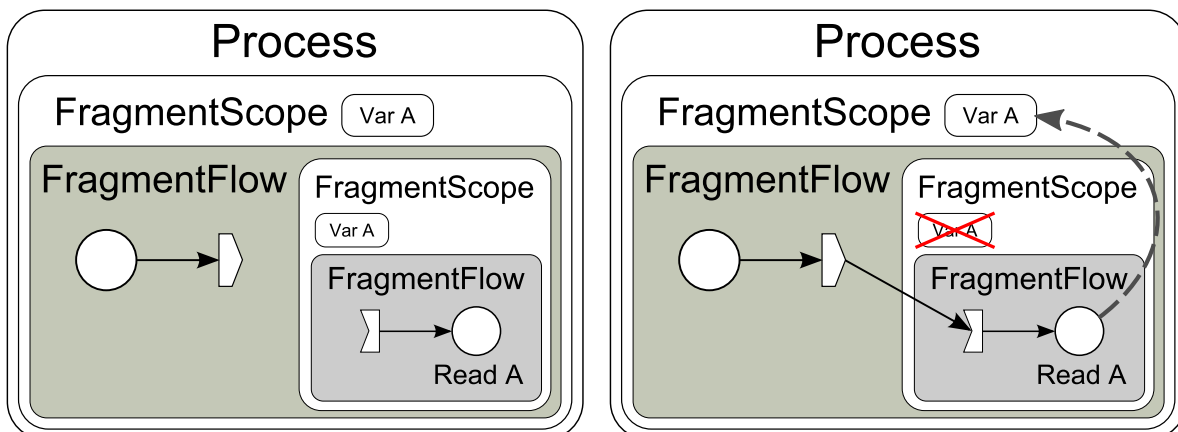 Process
FragmentScope Var A
FragmentFlow
FragmentScope
Var A
FragmentFlow
Read A
Process
FragmentScope Var A
FragmentFlow
FragmentScope
Var A
FragmentFlow
Read A